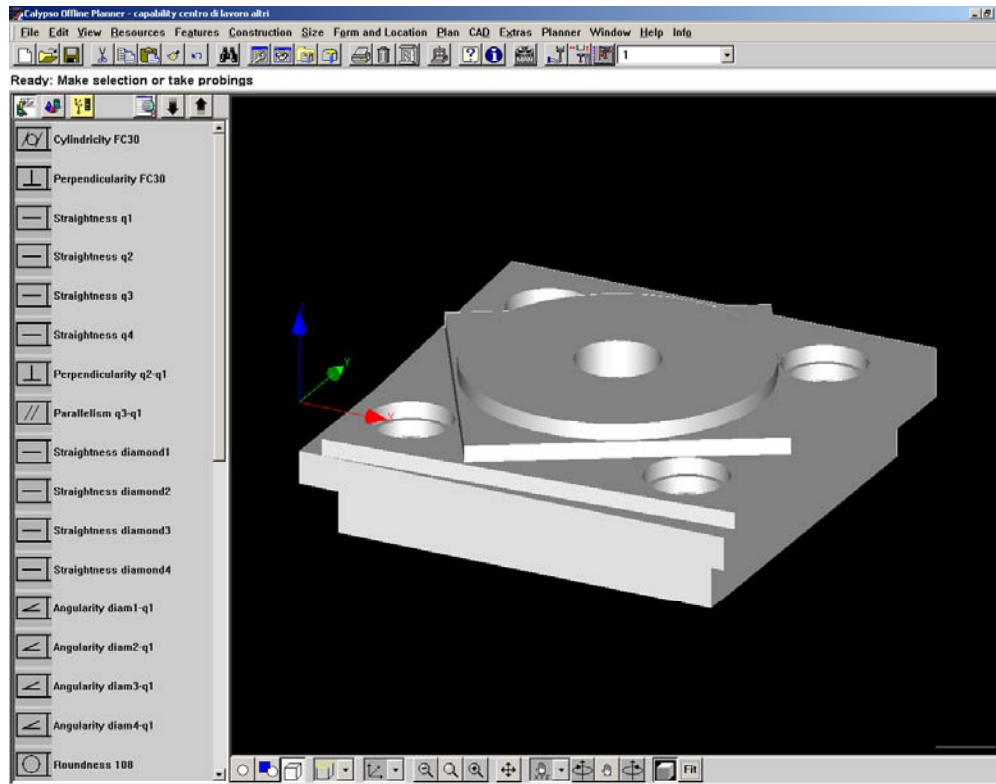 Calypso Offline Planner - capability centro di lavoro altri
File Edit View Resources Features Construction Size Form and Location Plan CAD Extras Planner Window Help Info
1
Ready: Make selection or take probings
Cylindricity FC30
Perpendicularity FC30
Straightness q1
Straightness q2
Straightness q3
Straightness q4
Perpendicularity q2-q1
Parallelism q3-q1
Straightness diamond1
Straightness diamond2
Straightness diamond3
Straightness diamond4
Angularity diam1-q1
Angularity diam2-q1
Angularity diam3-q1
Angularity diam4-q1
Roundness 108
Y
X
Fit